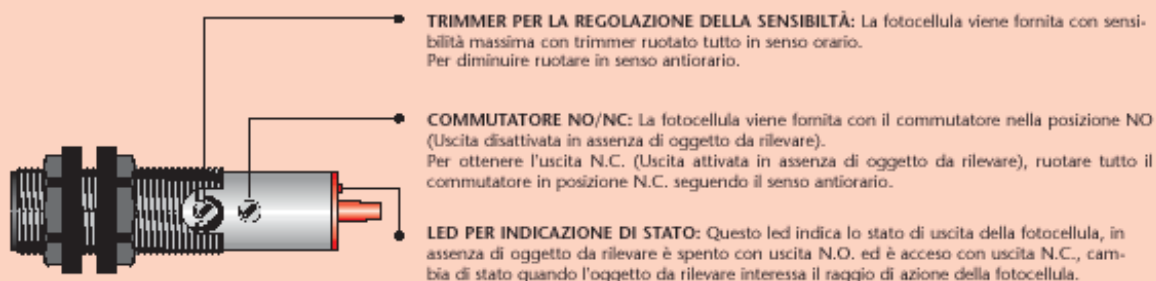 TRIMMER PER LA REGOLAZIONE DELLA SENSIBILTÀ: La fotocellula viene fornita con sensi-
bilità massima con trimmer ruotato tutto in senso orario.
Per diminuire ruotare in senso antiorario.
COMMUTATORE NO/NC: La fotocellula viene fornita con il commutatore nella posizione NO
(Uscita disattivata in assenza di oggetto da rilevare).
Per ottenere l'uscita N.C. (Uscita attivata in assenza di oggetto da rilevare), ruotare tutto il
commutatore in posizione N.C. seguendo il senso antiorario.
LED PER INDICAZIONE DI STATO: Questo led indica lo stato di uscita della fotocellula, in
assenza di oggetto da rilevare è spento con uscita N.O. ed è acceso con uscita N.C., cam-
bia di stato quando l'oggetto da rilevare interessa il raggio di azione della fotocellula.